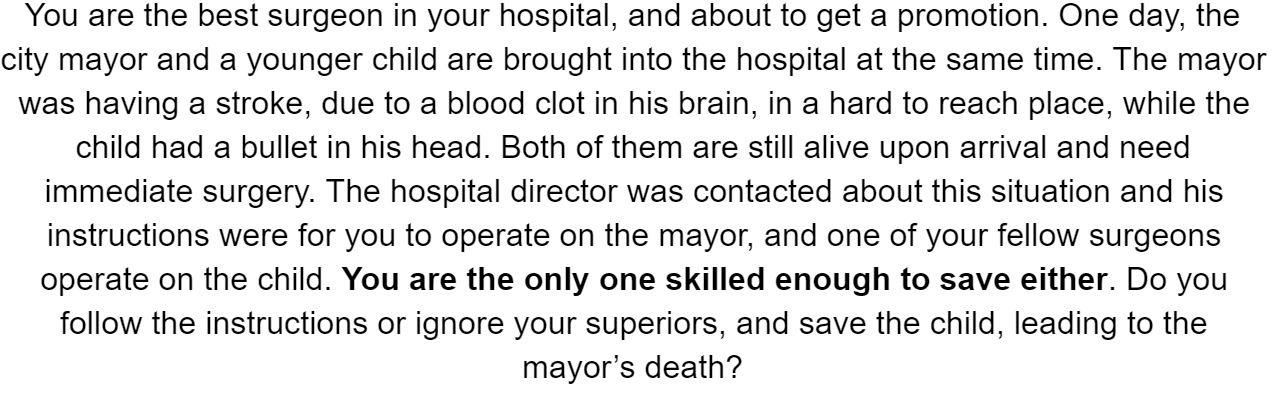 You are the best surgeon in your hospital, and about to get a promotion. One day, the
city mayor and a younger child are brought into the hospital at the same time. The mayor
was having a stroke, due to a blood clot in his brain, in a hard to reach place, while the
child had a bullet in his head. Both of them are still alive upon arrival and need
immediate surgery. The hospital director was contacted about this situation and his
instructions were for you to operate on the mayor, and one of your fellow surgeons
operate on the child. You are the only one skilled enough to save either. Do you
follow the instructions or ignore your superiors, and save the child, leading to the
mayor’s death?